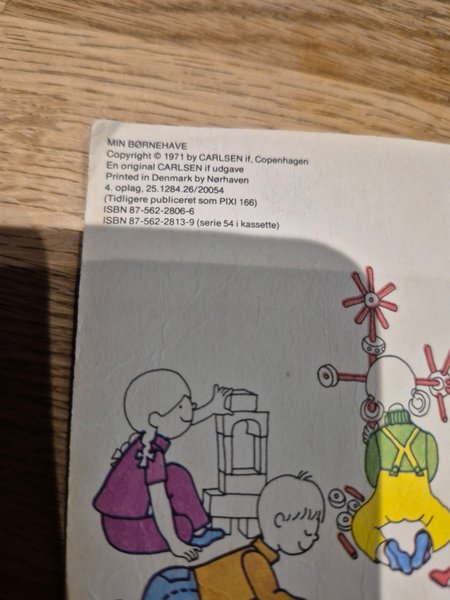 MIN BØRNEHAVE
Copyright © 1971 by CARLSEN if, Copenhagen
En original CARLSEN if udgave
Printed in Denmark by Nørhaven
4. oplag, 25.1284.26/20054
(Tidligere publiceret som PIXI 166)
ISBN 87-562-2806-6
ISBN 87-562-2813-9 (serie 54 i kassette)